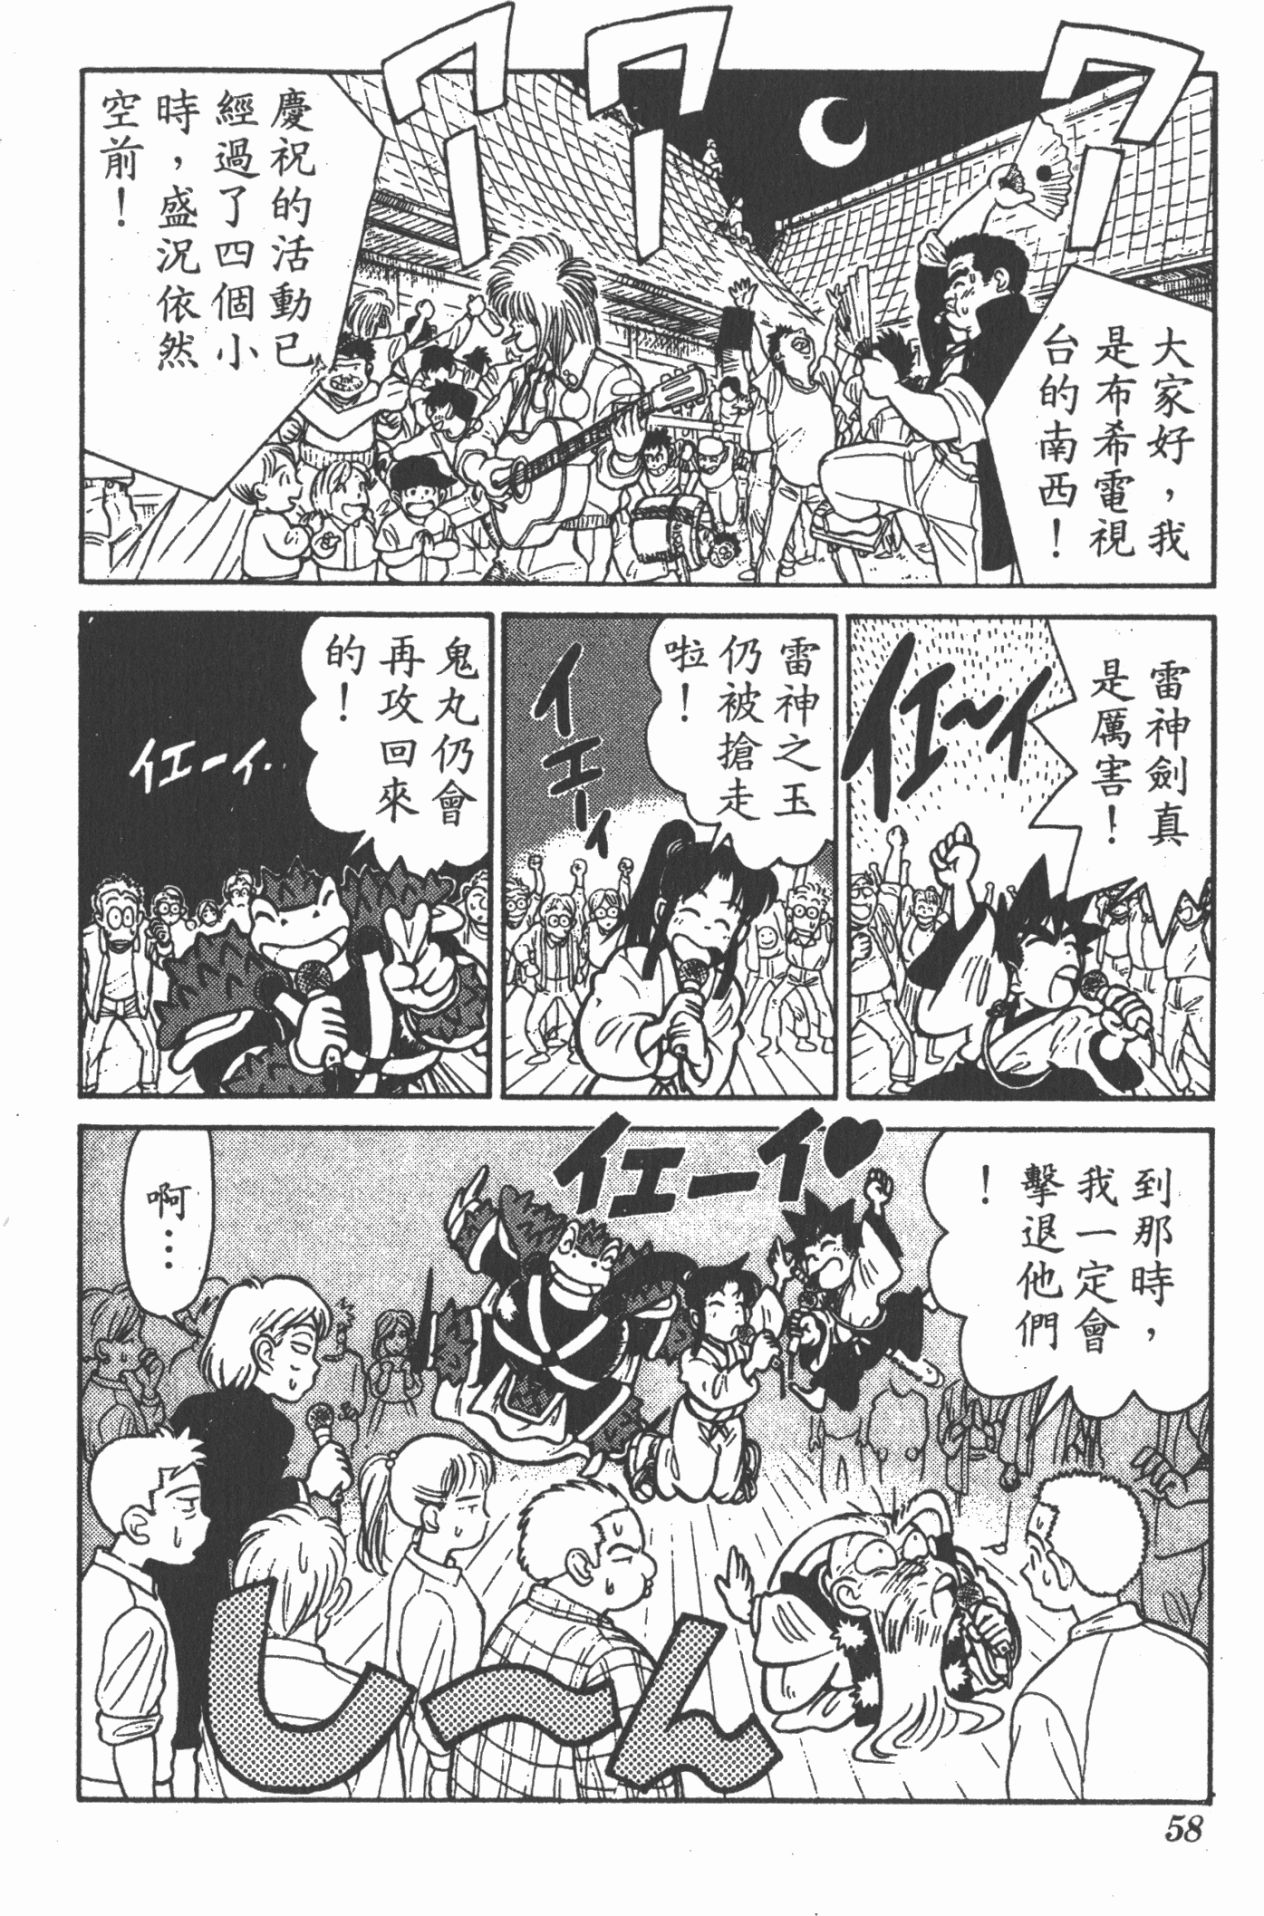 ワ
ワ
ワ
大家好，我
是布希電視
台的南西！
慶祝的活動已
經過了四個小
時，盛況依然
空前！
雷神劍真
是厲害！
イエ〜イ
雷神之玉
仍被搶走
啦！
イエーイ
鬼丸仍會
再攻回來
的！
イエーイ‥
到那時，
我一定會
擊退他們
！
イエーイ♥
啊…
しーん
58